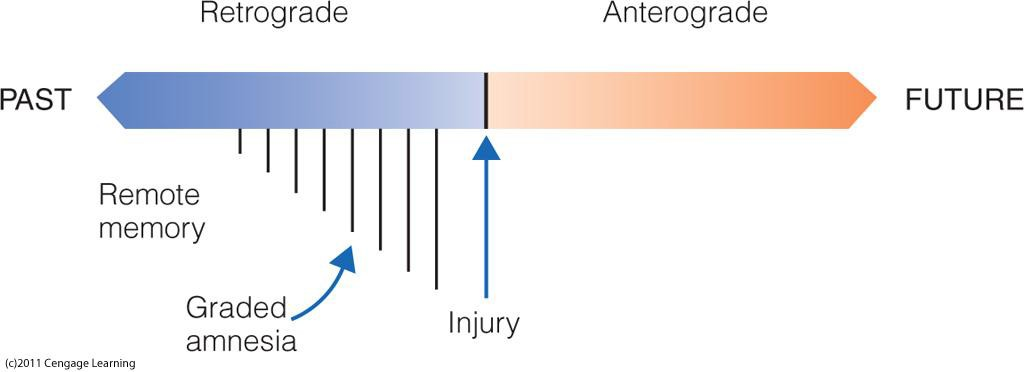 Retrograde
Anterograde
PAST
FUTURE
Remote
memory
Graded
amnesia
Injury
(c)2011 Cengage Learning